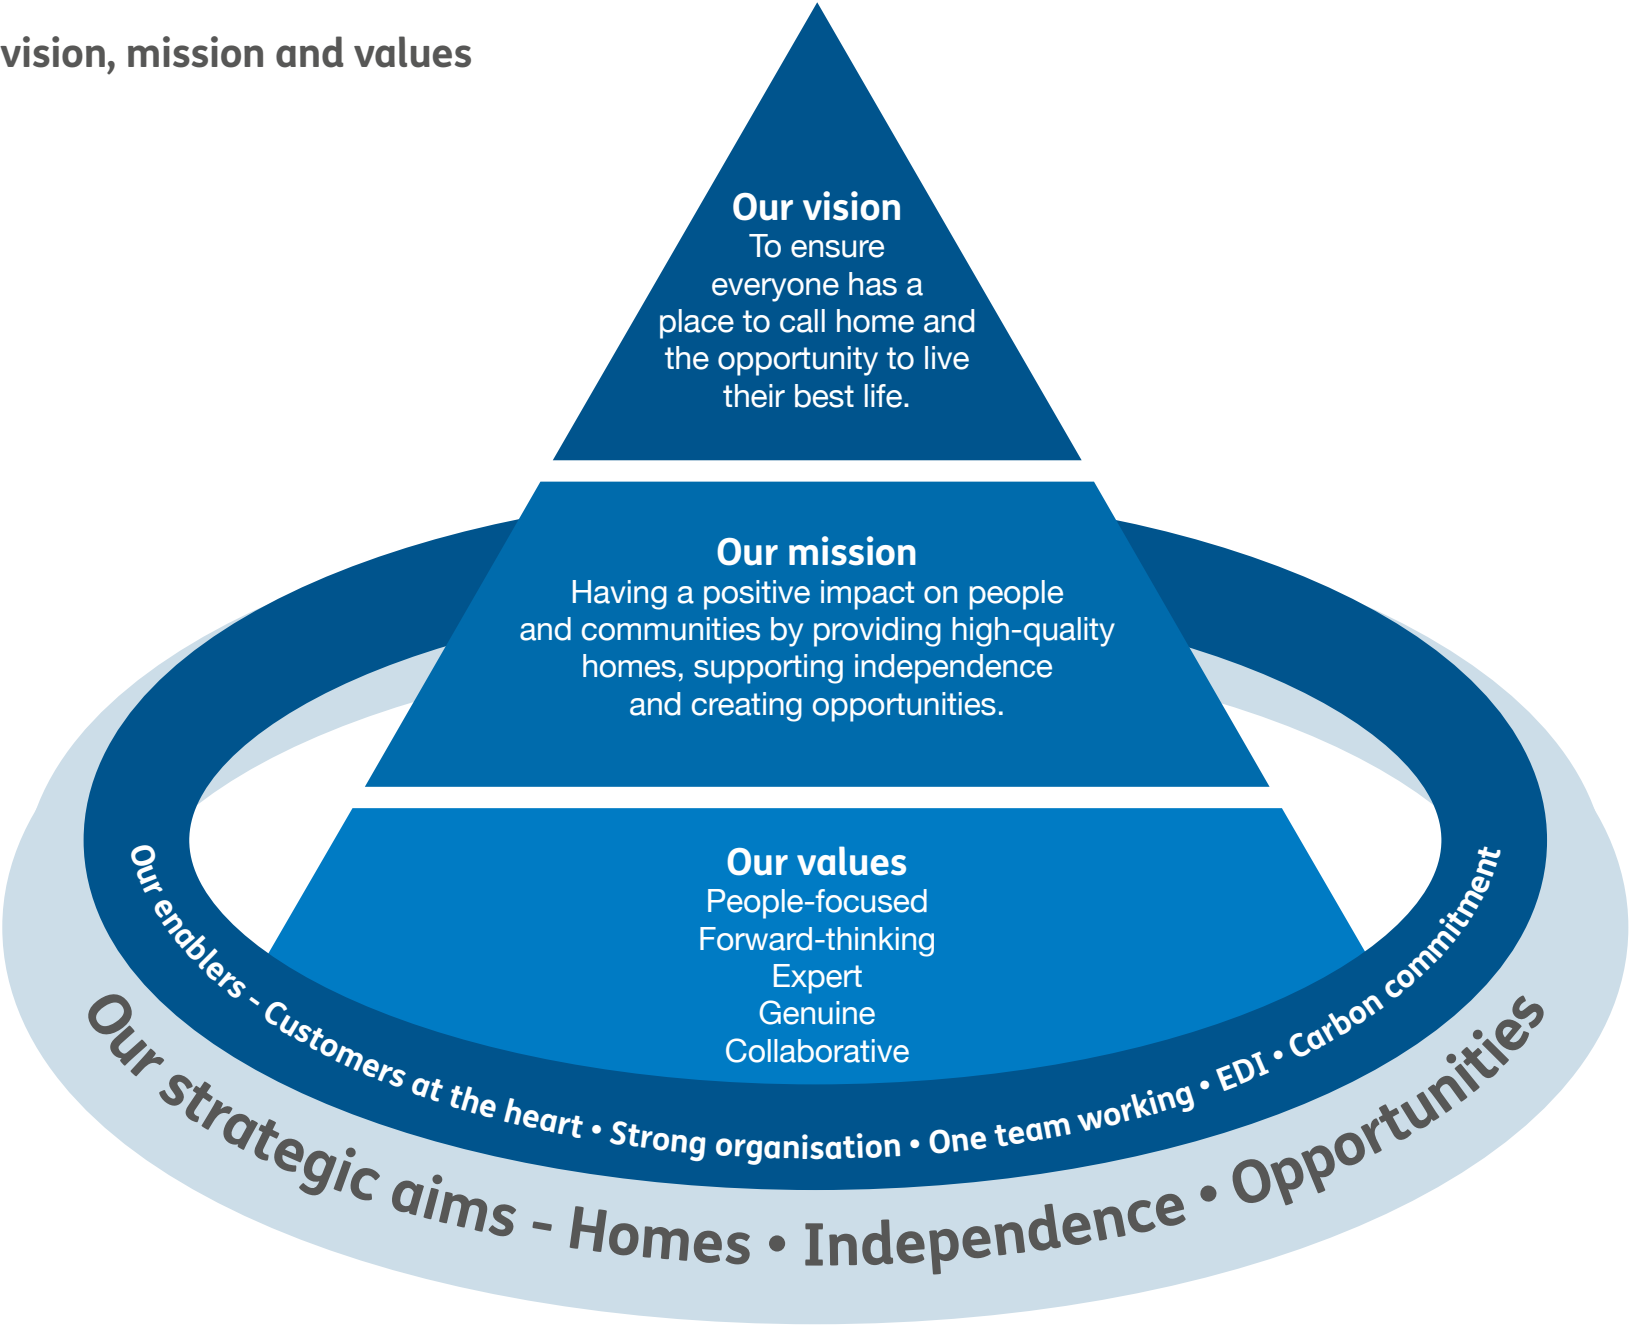 vision, mission and values
Our vision
To ensure
everyone has a
place to call home and
the opportunity to live
their best life.
Our mission
Having a positive impact on people
and communities by providing high-quality
homes, supporting independence
and creating opportunities.
Our values
People-focused
Forward-thinking
Expert
Genuine
Collaborative
Our enablers - Customers at the heart • Strong organisation • One team working • EDI • Carbon commitment
Our strategic aims - Homes • Independence • Opportunities